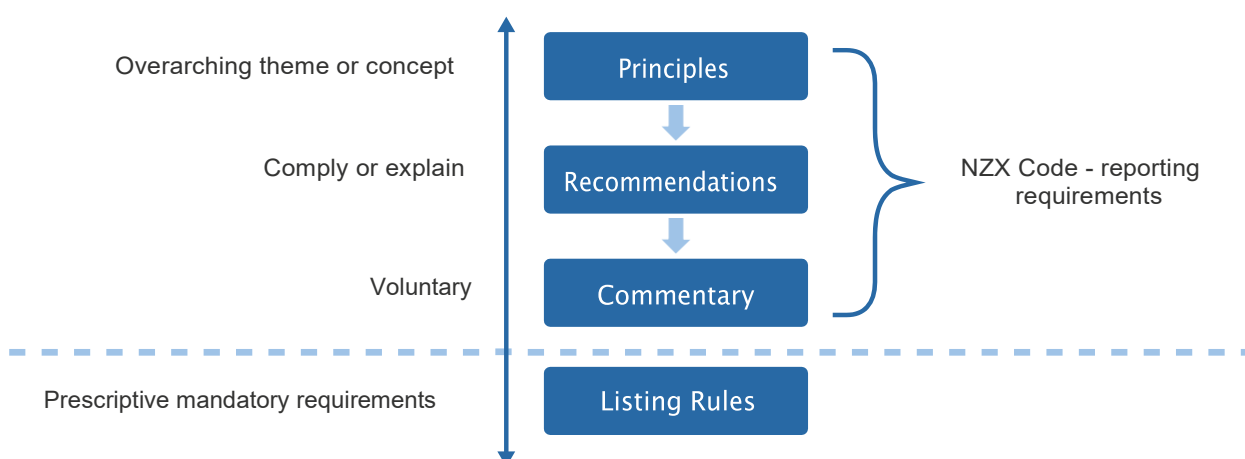 Overarching theme or concept
Principles
Comply or explain
Recommendations
NZX Code - reporting
requirements
Voluntary
Commentary
Prescriptive mandatory requirements
Listing Rules